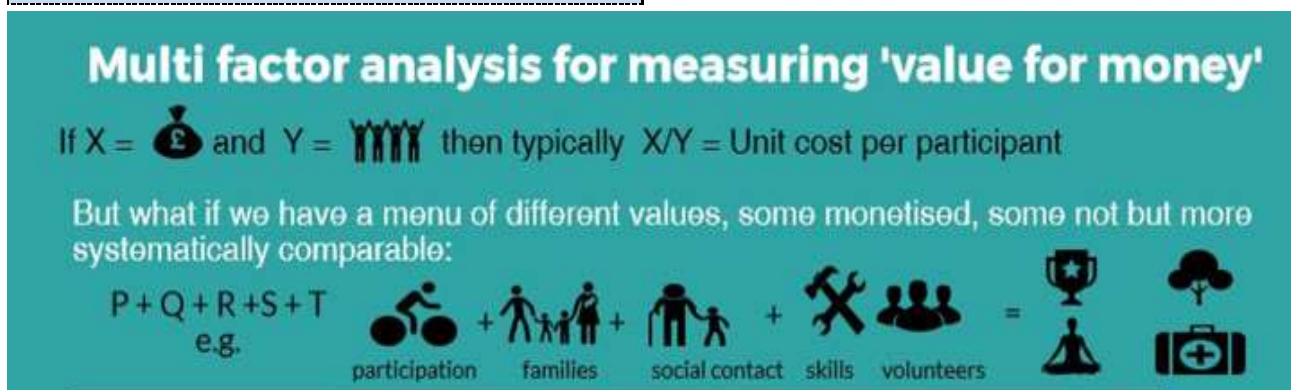 Multi factor analysis for measuring 'value for money'
If X = £ and Y = then typically X/Y = Unit cost per participant
But what if we have a menu of different values, some monetised, some not but more
systematically comparable:
P + Q + R +S + T
e.g.
+ + + =
participation families social contact skills volunteers